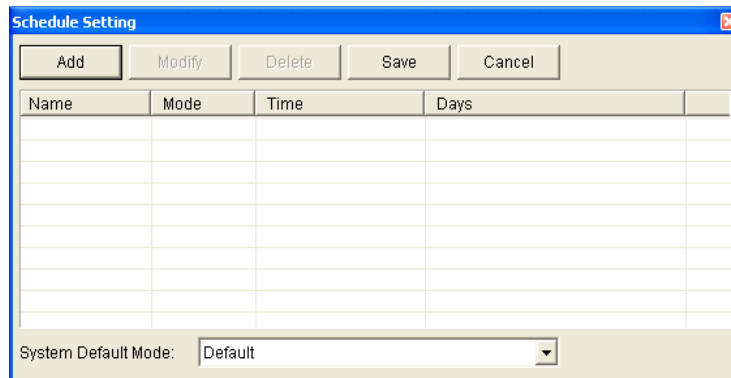 Schedule Setting
Add Modify Delete Save Cancel
Name Mode Time Days
System Default Mode: Default